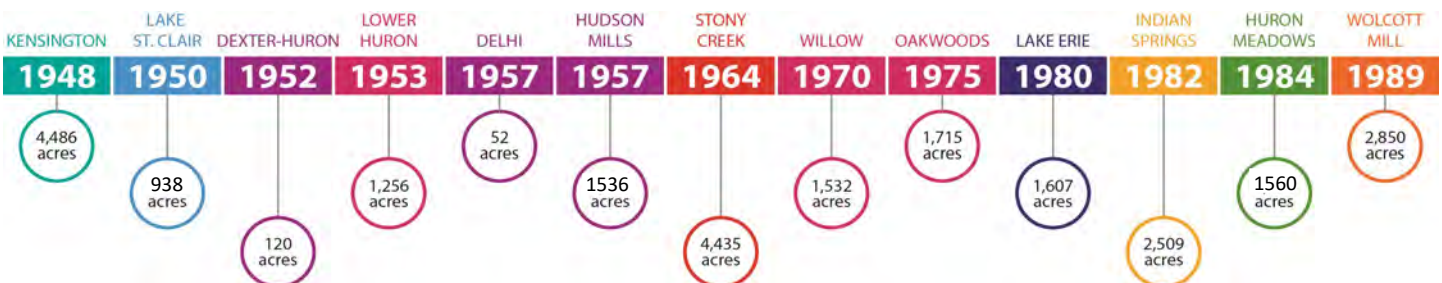 KENSINGTON
1948
4,486
acres
LAKE
ST. CLAIR
1950
938
acres
DEXTER-HURON
1952
120
acres
LOWER
HURON
1953
1,256
acres
DELHI
1957
52
acres
HUDSON
MILLS
1957
1536
acres
STONY
CREEK
1964
4,435
acres
WILLOW
1970
1,532
acres
OAKWOODS
1975
1,715
acres
LAKE ERIE
1980
1,607
acres
INDIAN
SPRINGS
1982
2,509
acres
HURON
MEADOWS
1984
1560
acres
WOLCOTT
MILL
1989
2,850
acres